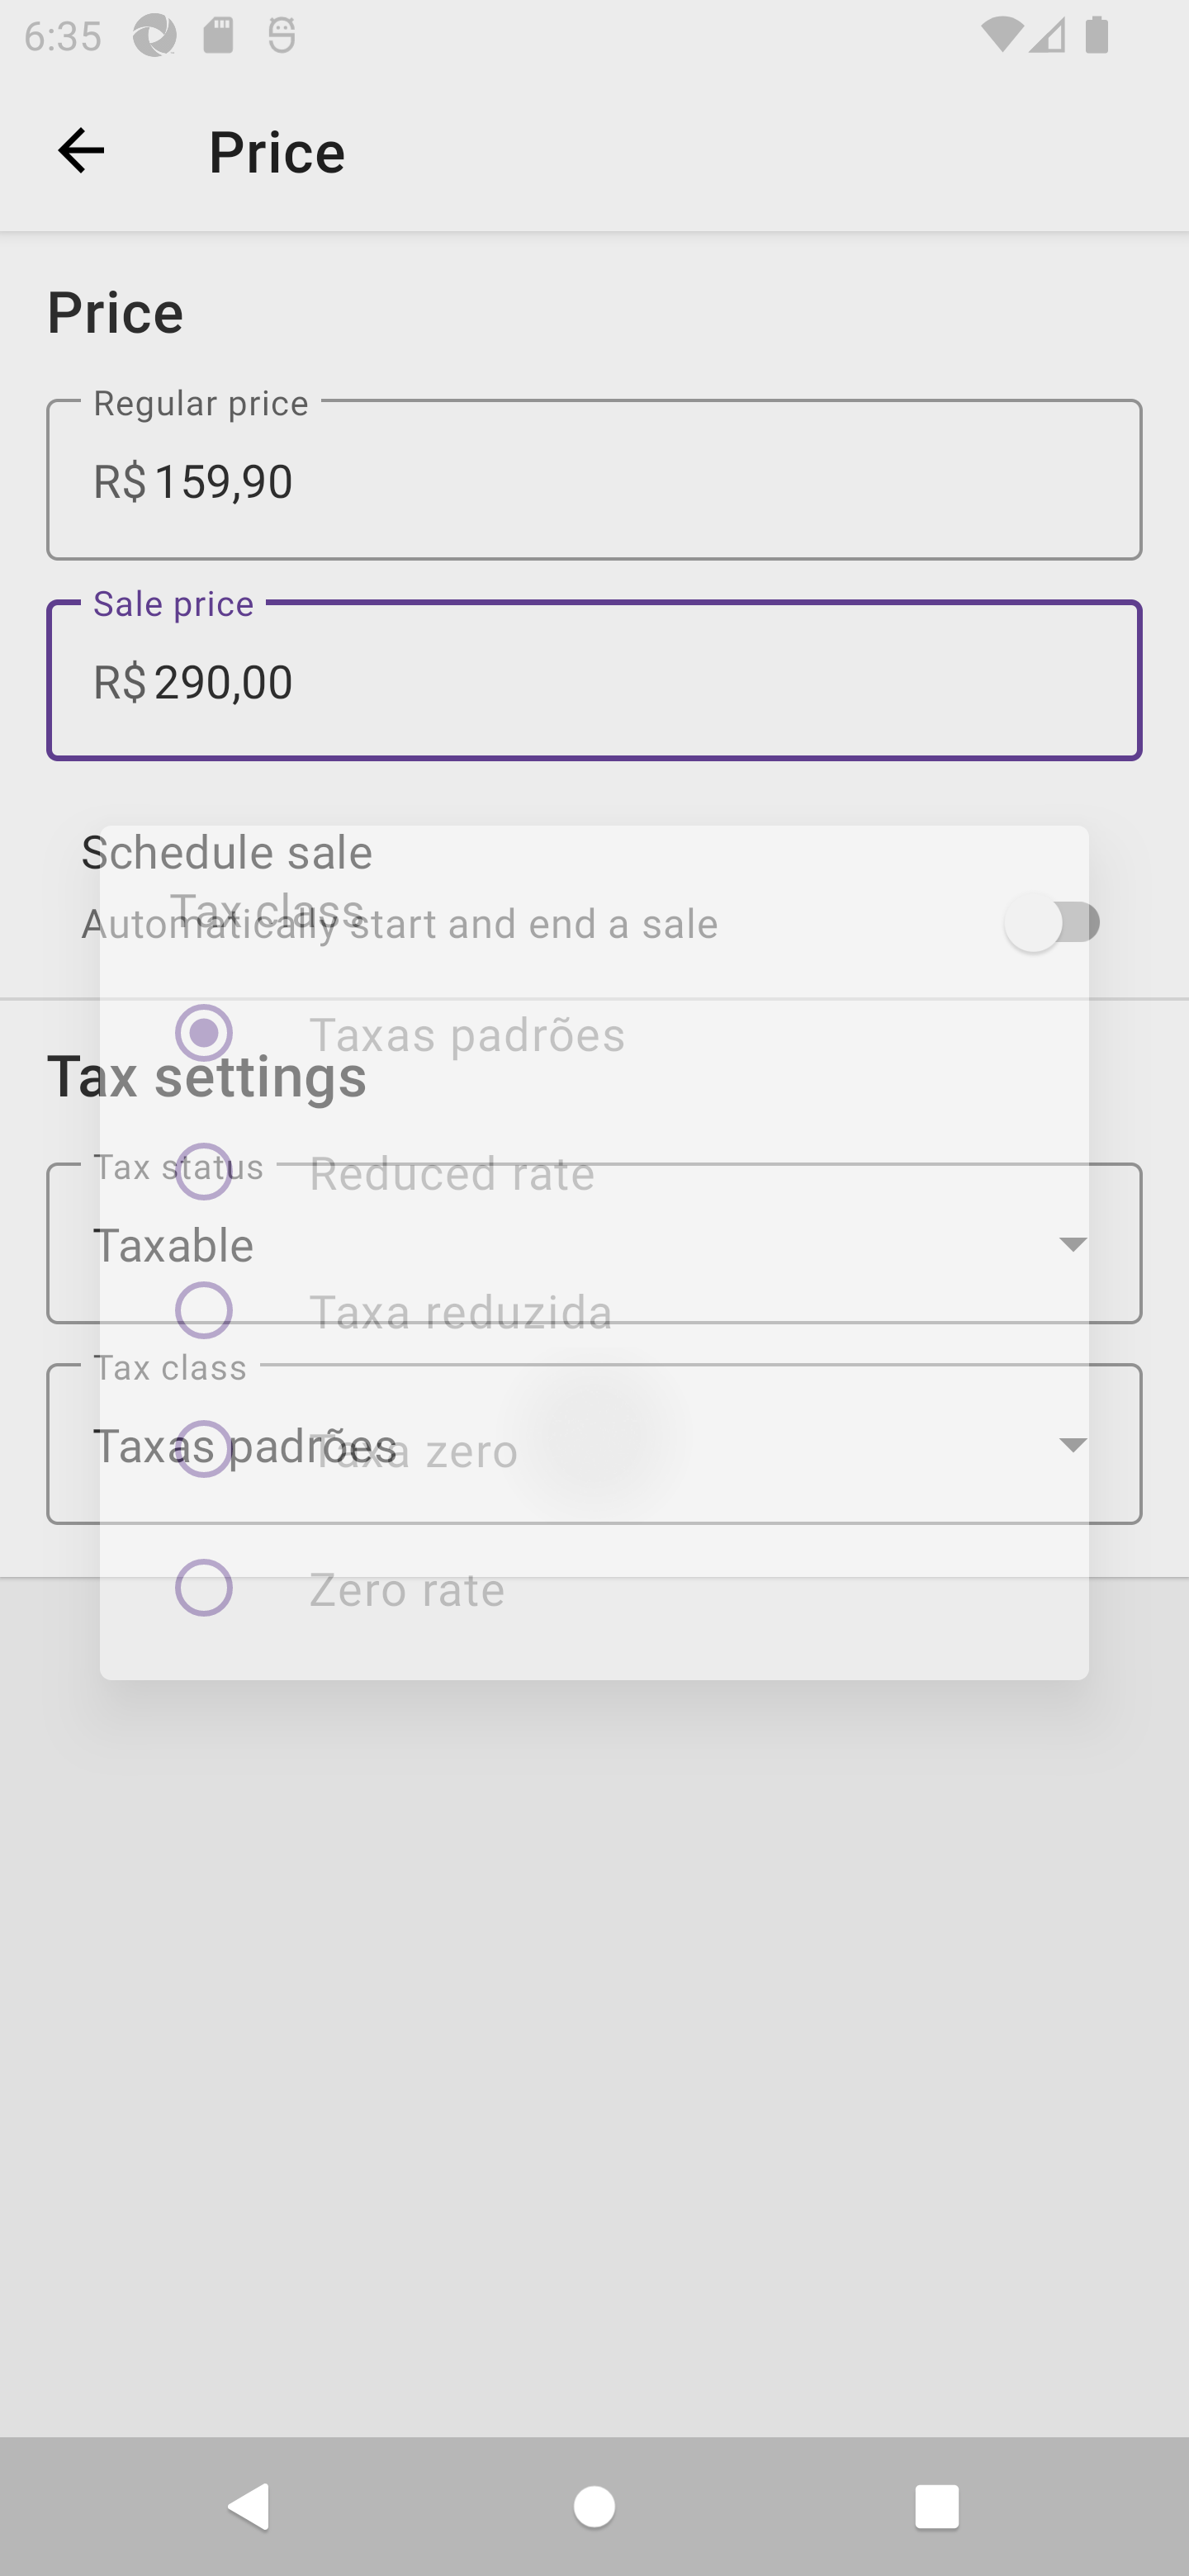 6:35
Price
Price
Regular price
R$ 159,90
Sale price
R$ 290,00
Schedule sale
Tax class
Automatically start and end a sale
Taxas padrões
Tax settings
Tax status
Reduced rate
Taxable
Taxa reduzida
Tax class
Taxas padrões
Taxa zero
Zero rate